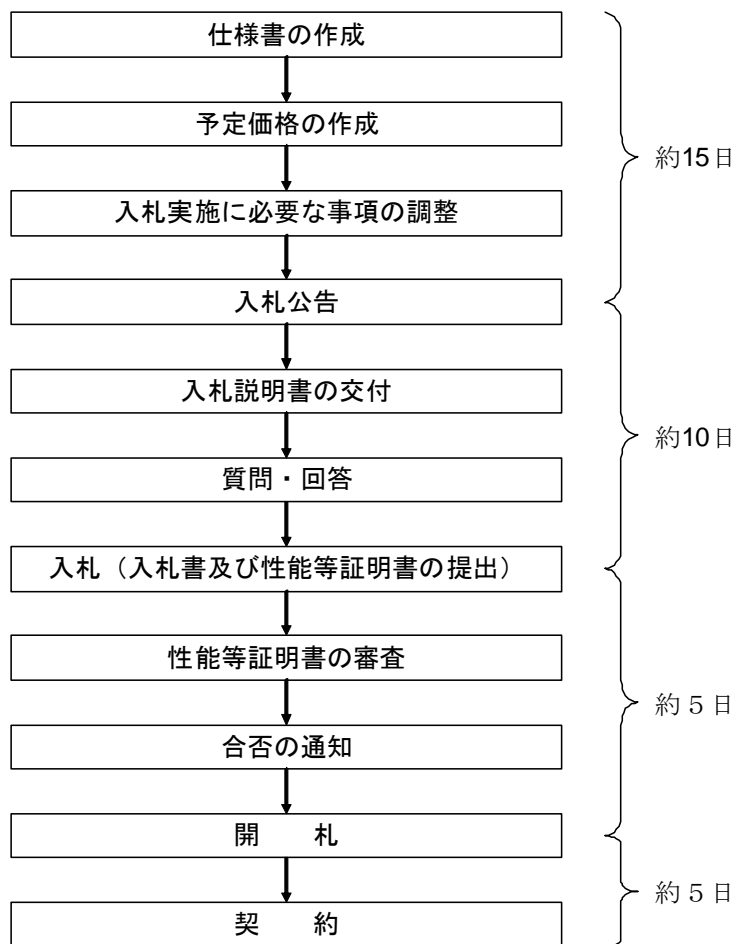 仕様書の作成
予定価格の作成
入札実施に必要な事項の調整
約15日
入札公告
入札説明書の交付
質問・回答
約10日
入札（入札書及び性能等証明書の提出）
性能等証明書の審査
合否の通知
約５日
開　　札
契　　約
約５日